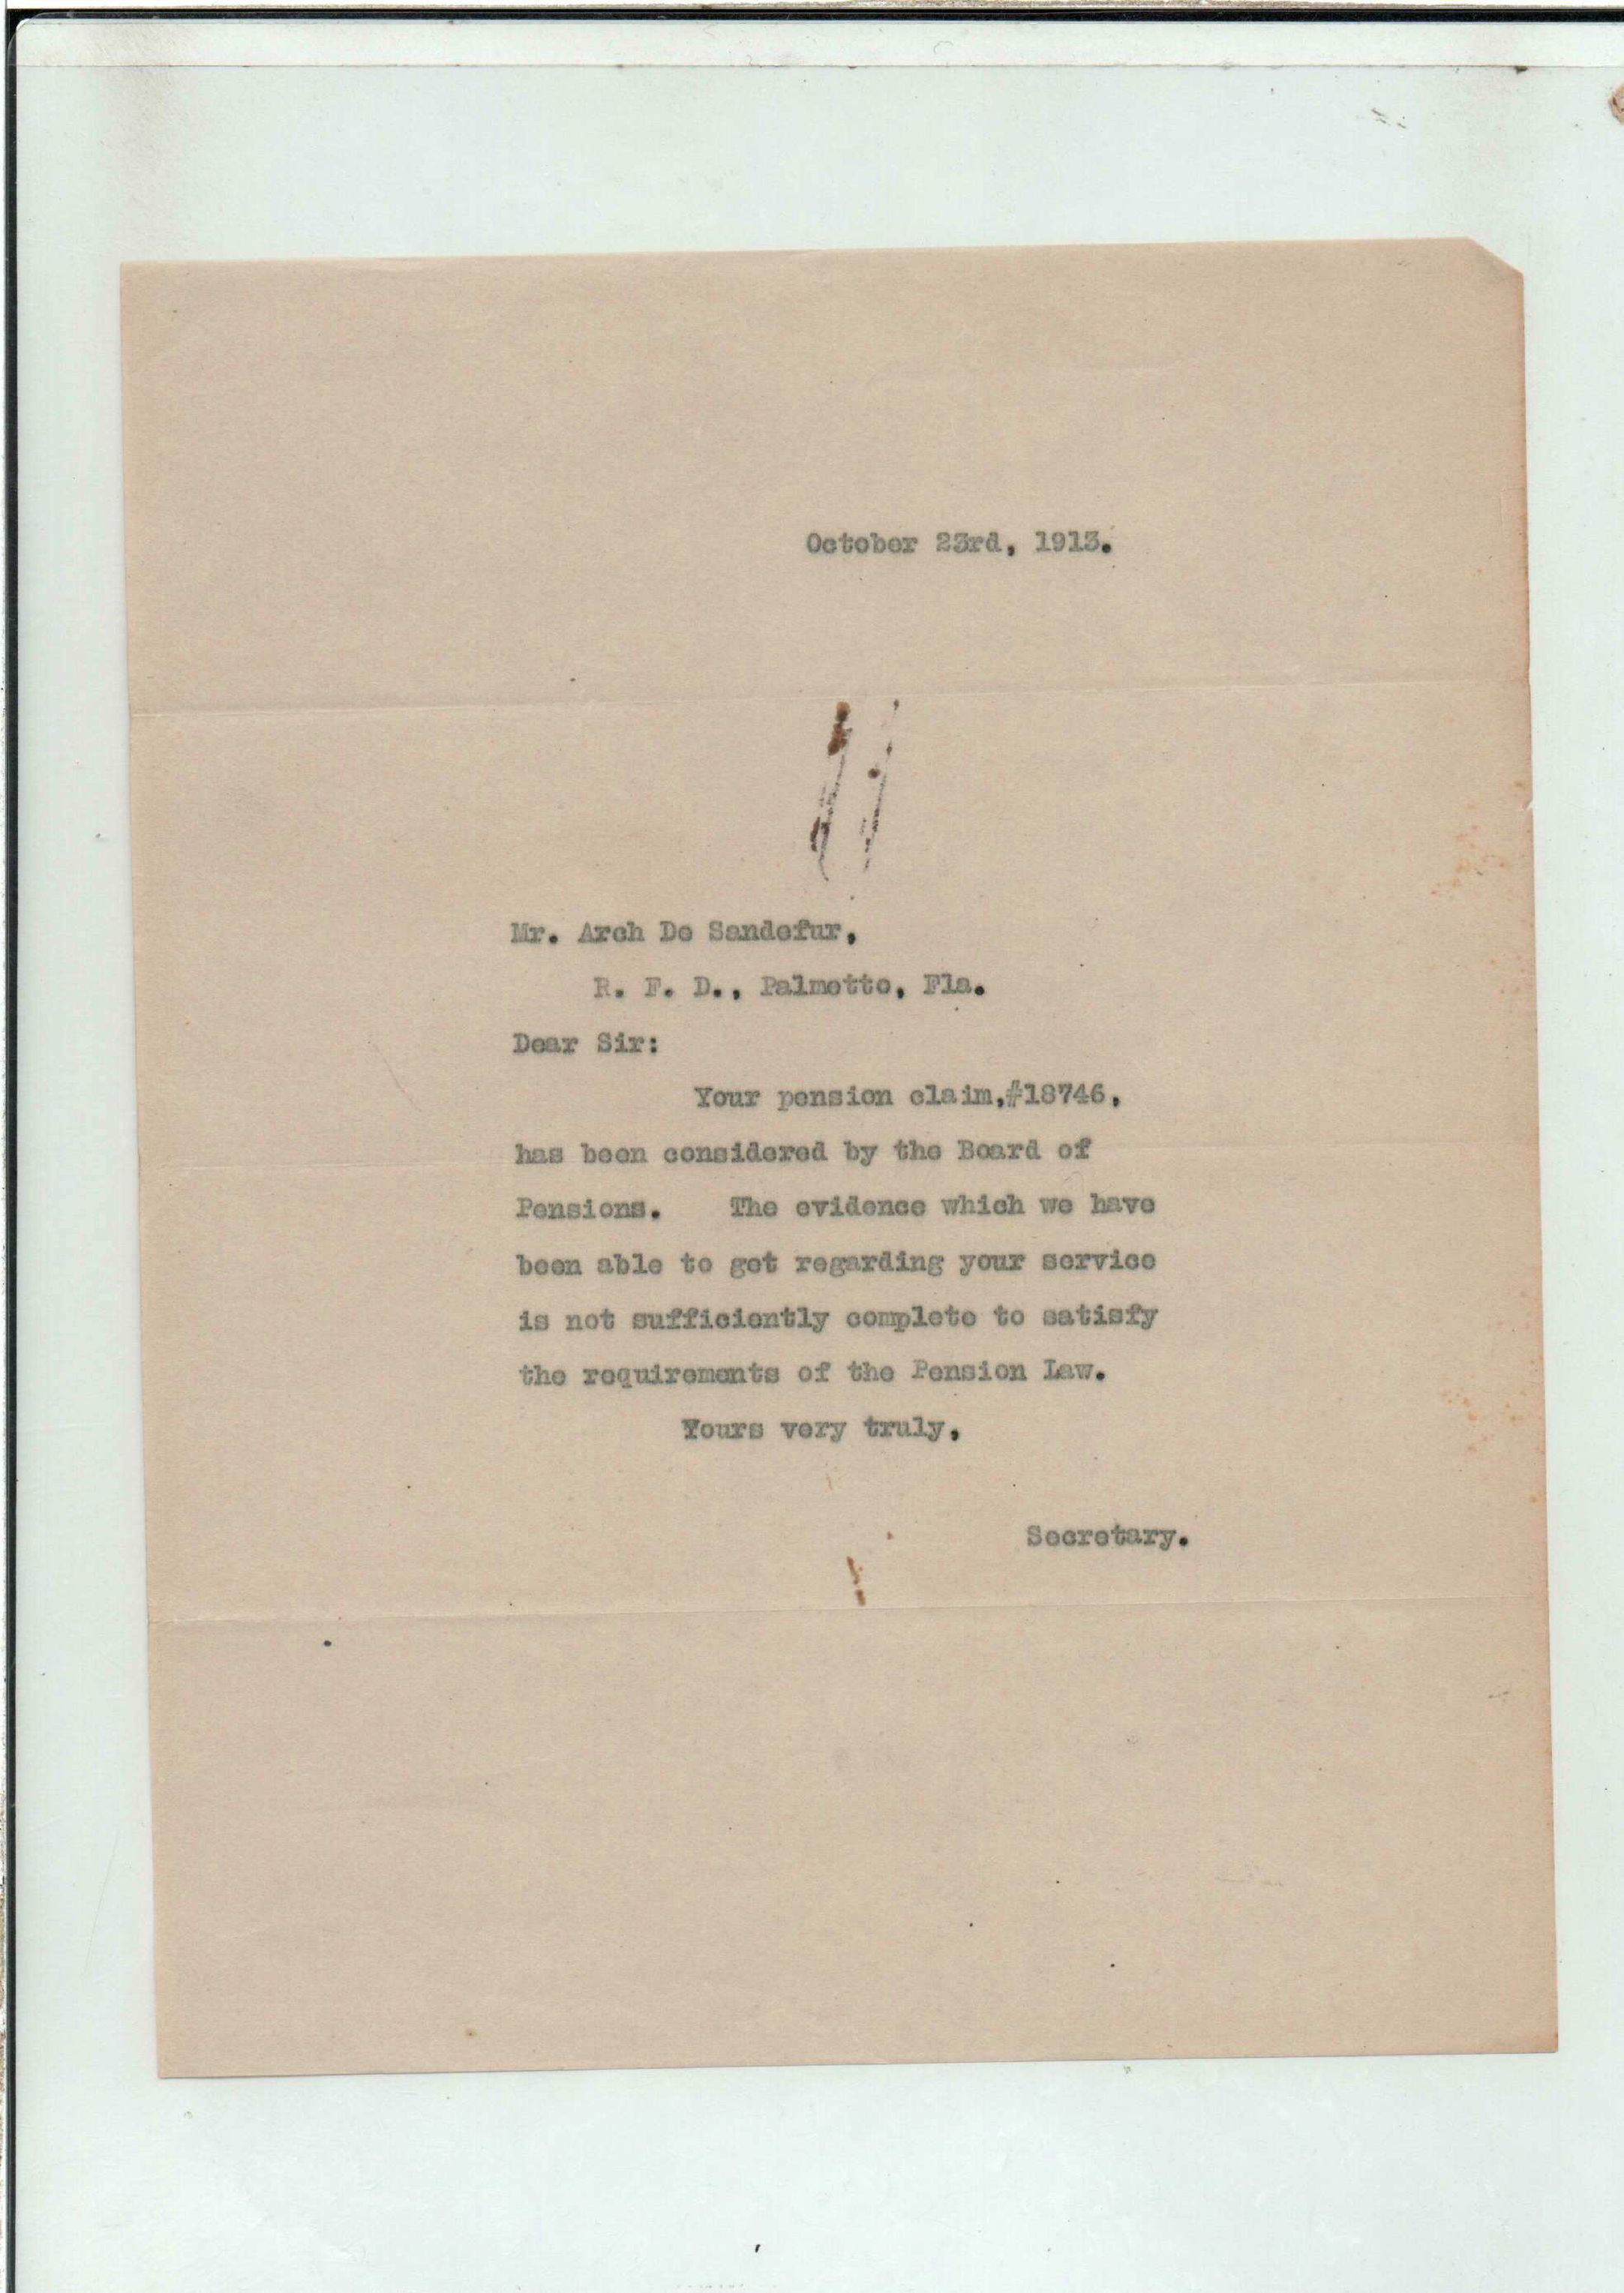 October 23rd, 1913.
Mr. Arch De Sandefur,
R. F. D., Palmetto, Fla.
Dear Sir:
Your pension claim,#18746,
has been considered by the Board of
Pensions. The evidence which we have
been able to get regarding your service
is not sufficiently complete to satisfy
the requirements of the Pension Law.
Yours very truly,
Secretary.